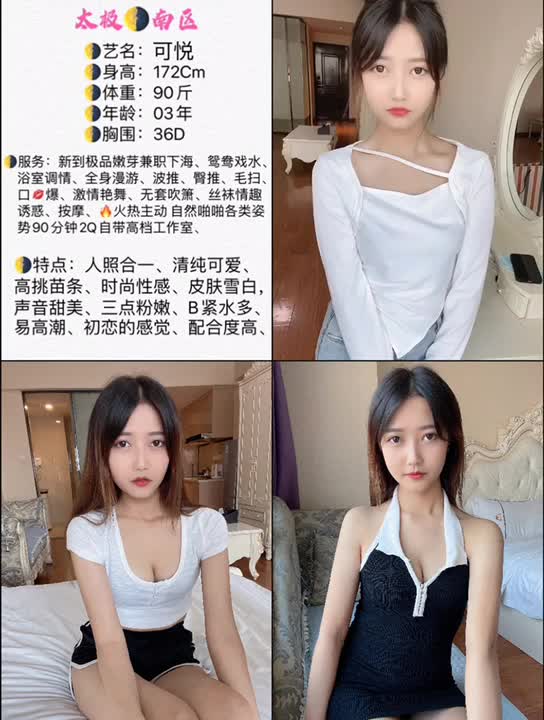 太极🌗南区
🌗艺名：可悦
🌗身高：172Cm
🌗体重：90斤
🌗年龄：03年
🌗胸围：36D
🌗服务：新到极品嫩芽兼职下海、鸳鸯戏水、
浴室调情、全身漫游、波推、臀推、毛扫、
口💋爆、激情艳舞、无套吹箫、丝袜情趣
诱惑、按摩、🔥火热主动 自然啪啪各类姿
势90分钟2Q自带高档工作室、
🌗特点：人照合一、清纯可爱、
高挑苗条、时尚性感、皮肤雪白，
声音甜美、三点粉嫩、B紧水多、
易高潮、初恋的感觉、配合度高、